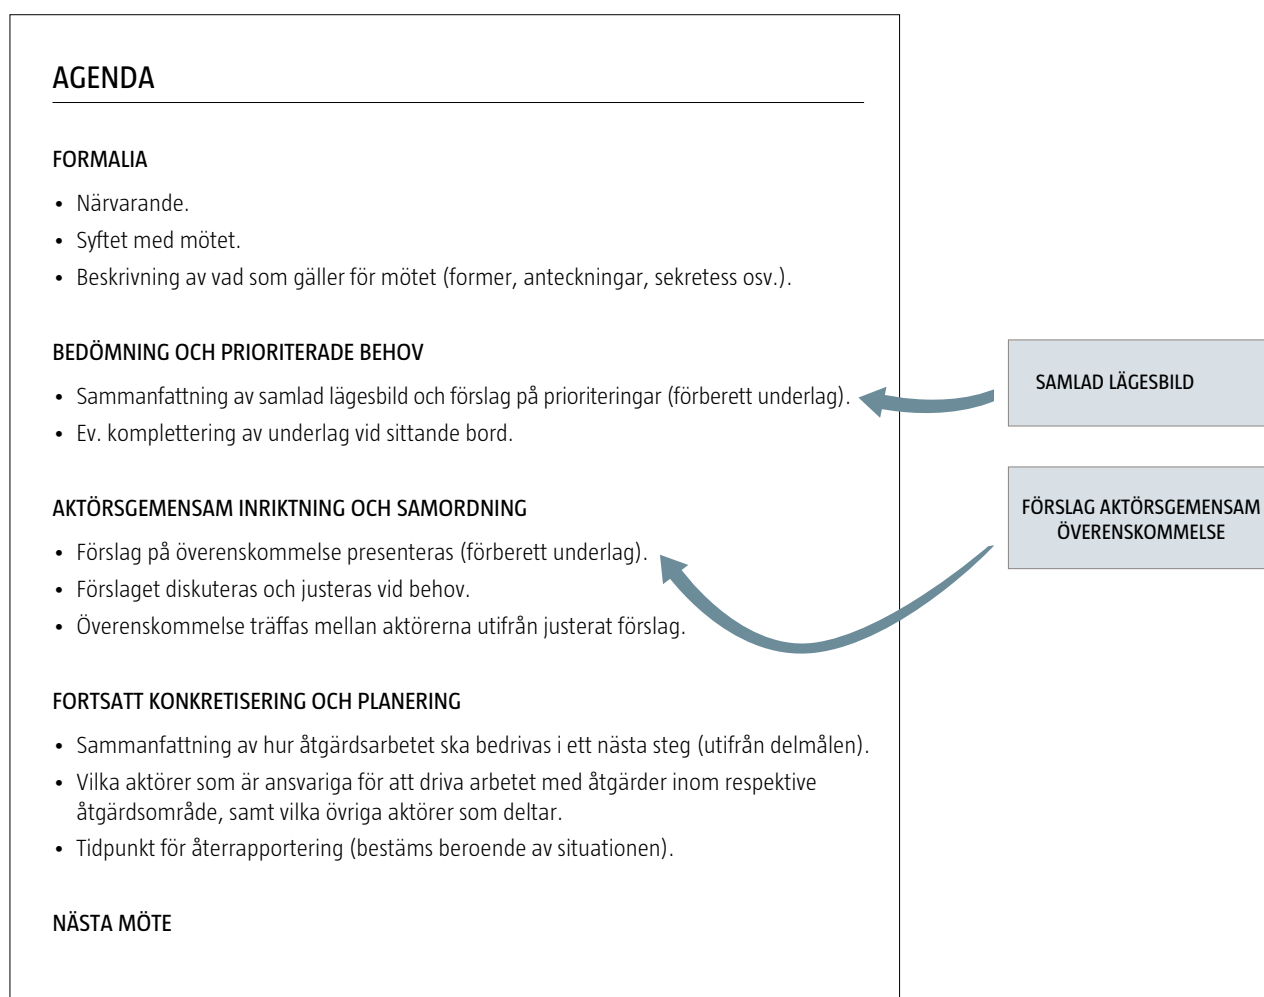 AGENDA
FORMALIA
• Närvarande.
• Syftet med mötet.
• Beskrivning av vad som gäller för mötet (former, anteckningar, sekretess osv.).
BEDÖMNING OCH PRIORITERADE BEHOV
• Sammanfattning av samlad lägesbild och förslag på prioriteringar (förberett underlag).
• Ev. komplettering av underlag vid sittande bord.
AKTÖRSGEMENSAM INRIKTNING OCH SAMORDNING
• Förslag på överenskommelse presenteras (förberett underlag).
• Förslaget diskuteras och justeras vid behov.
• Överenskommelse träffas mellan aktörerna utifrån justerat förslag.
FORTSATT KONKRETISERING OCH PLANERING
• Sammanfattning av hur åtgärdsarbetet ska bedrivas i ett nästa steg (utifrån delmålen).
• Vilka aktörer som är ansvariga för att driva arbetet med åtgärder inom respektive
åtgärdsområde, samt vilka övriga aktörer som deltar.
• Tidpunkt för återrapportering (bestäms beroende av situationen).
NÄSTA MÖTE
SAMLAD LÄGESBILD
FÖRSLAG AKTÖRSGEMENSAM
ÖVERENSKOMMELSE